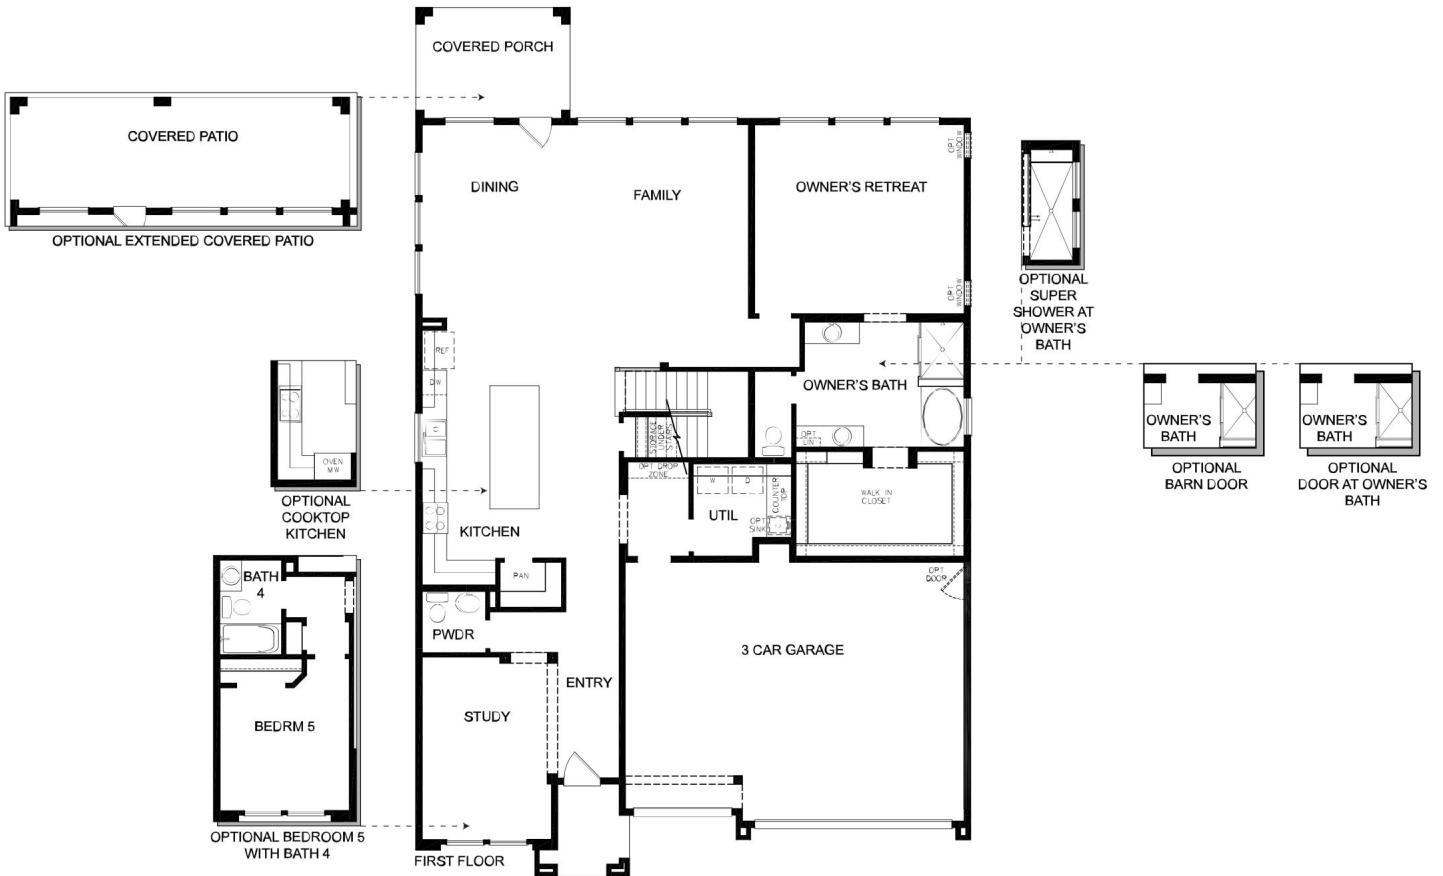 COVERED PORCH
COVERED PATIO
OPTIONAL EXTENDED COVERED PATIO
DINING
FAMILY
OWNER'S RETREAT
OPT
WINDOW
OPT
WINDOW
OPTIONAL
SUPER
SHOWER AT
OWNER'S
BATH
REF
DW
OWNER'S BATH
OPT
LIN
OWNER'S
BATH
OPTIONAL
BARN DOOR
OWNER'S
BATH
OPTIONAL
DOOR AT OWNER'S
BATH
OVEN
MW
OPTIONAL
COOKTOP
KITCHEN
STORAGE
UNDER
STAIRS
OPT DROP
ZONE
W
D
COUNTER
TOP
UTIL
OPT
SINK
WALK IN
CLOSET
KITCHEN
PAN
OPT
DOOR
BATH
4
PWDR
3 CAR GARAGE
ENTRY
STUDY
BEDRM 5
OPTIONAL BEDROOM 5
WITH BATH 4
FIRST FLOOR